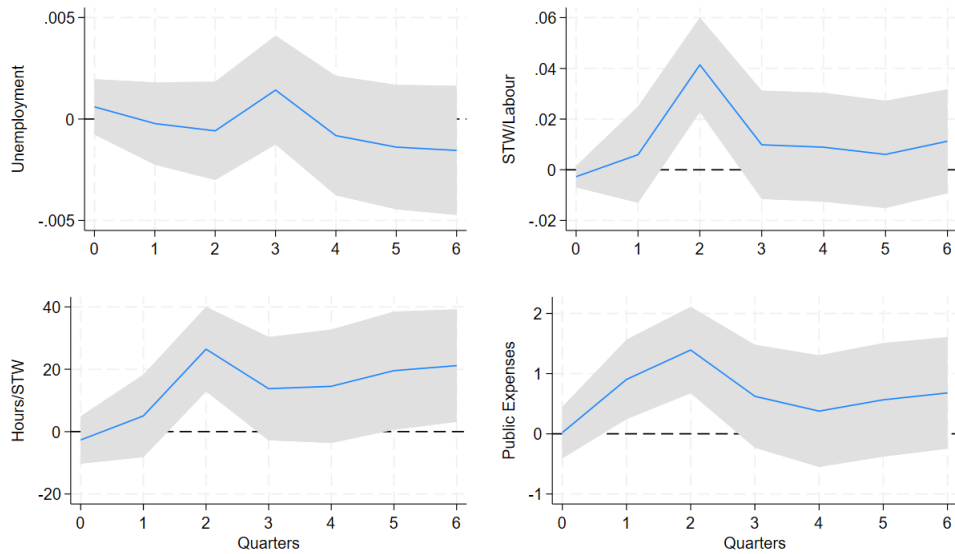 Unemployment
.005
0
-.005
0 1 2 3 4 5 6
STW/Labour
.06
.04
.02
0
-.02
0 1 2 3 4 5 6
Hours/STW
40
20
0
-20
0 1 2 3 4 5 6
Quarters
Public Expenses
2
1
0
-1
0 1 2 3 4 5 6
Quarters